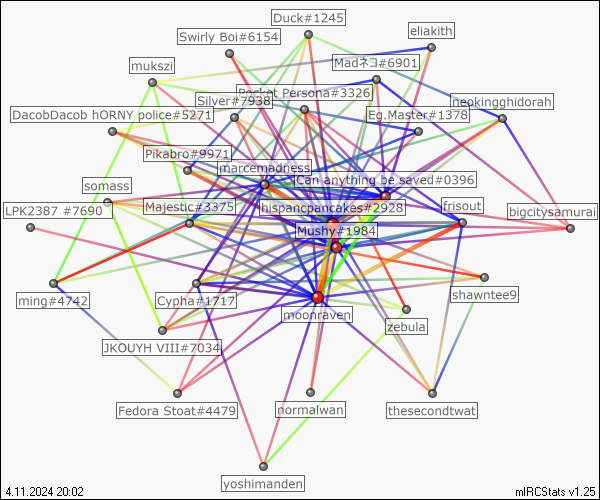 Duck#1245
eliakith
Swirly Boi#6154
Madネコ#6901
mukszi
Pocket Persona#3326
Silver#7938
neokingghidorah
DacobDacob hORNY police#5271
Eg.Master#1378
Pikabro#9971
marcemadness
Can anything be saved#0396
somass
LPK2387 #7690
Majestic#3375
hispancpancakes#2928
frisout
bigcitysamurai
Mushy#1984
ming#4742
Cypha#1717
shawntee9
moonraven
zebula
JKOUYH VIII#7034
Fedora Stoat#4479
normalwan
thesecondtwat
yoshimanden
4.11.2024 20:02
mIRCStats v1.25